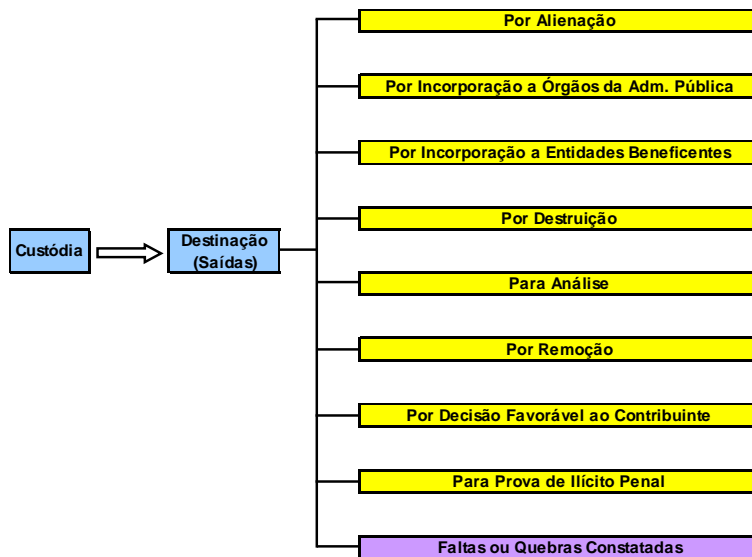 Por Alienação
Por Incorporação a Órgãos da Adm. Pública
Por Incorporação a Entidades Beneficentes
Custódia
Destinação
(Saídas)
Por Destruição
Para Análise
Por Remoção
Por Decisão Favorável ao Contribuinte
Para Prova de Ilícito Penal
Faltas ou Quebras Constatadas